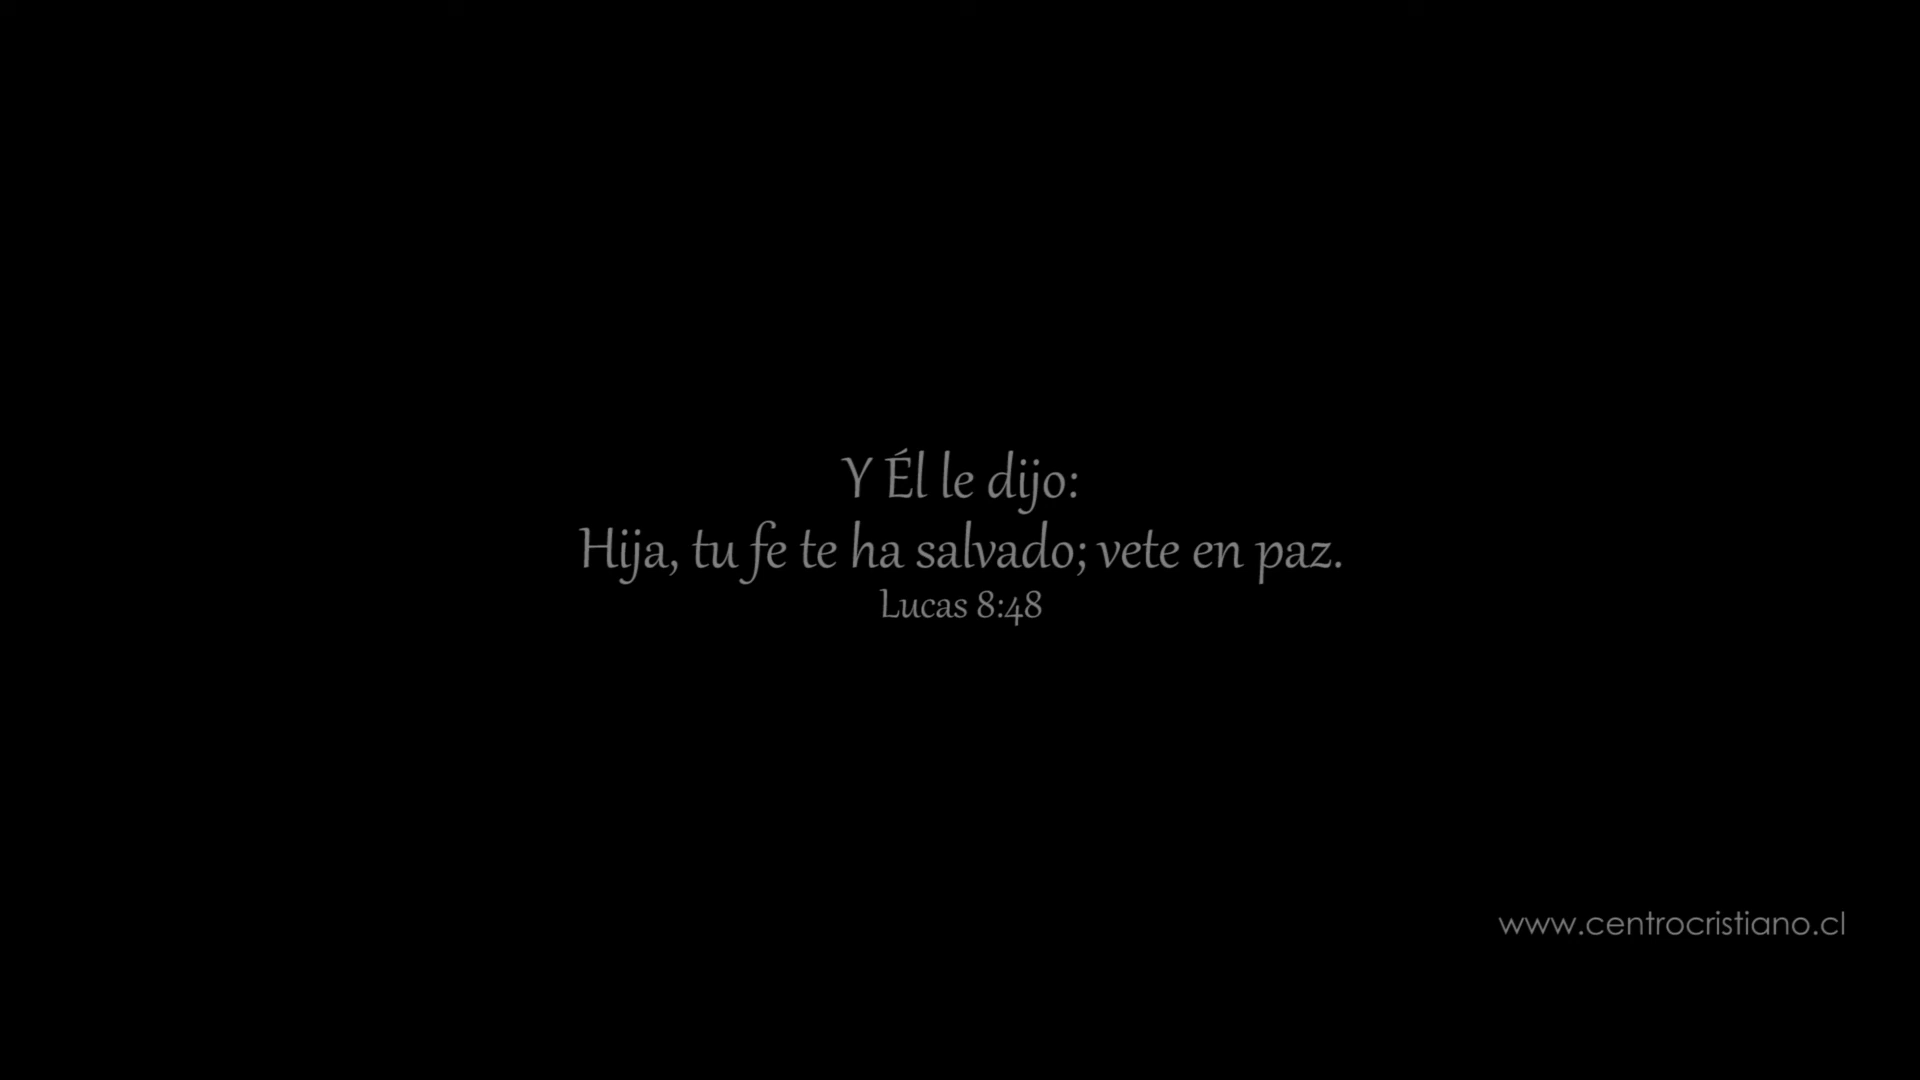 Y Él le dijo:
Hija, tu fe te ha salvado; vete en paz.
Lucas 8:48
www.centrocristiano.cl